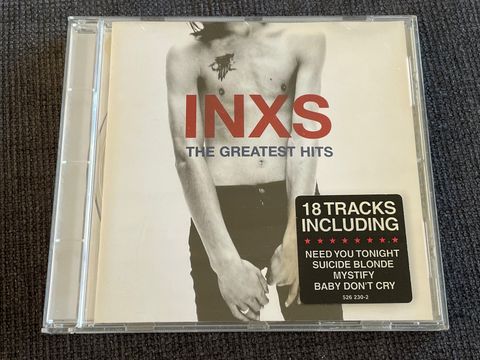 INXS
THE GREATEST HITS
18 TRACKS
INCLUDING
NEED YOU TONIGHT
SUICIDE BLONDE
MYSTIFY
BABY DON'T CRY
526 230-2